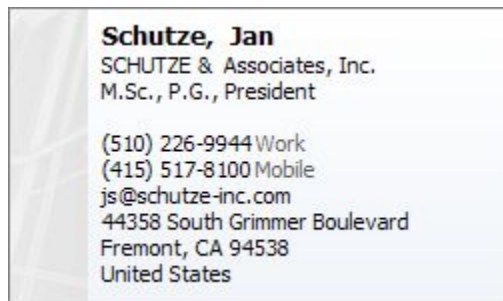 Schutze, Jan
SCHUTZE & Associates, Inc.
M.Sc., P.G., President
(510) 226-9944 Work
(415) 517-8100 Mobile
js@schutze-inc.com
44358 South Grimmer Boulevard
Fremont, CA 94538
United States